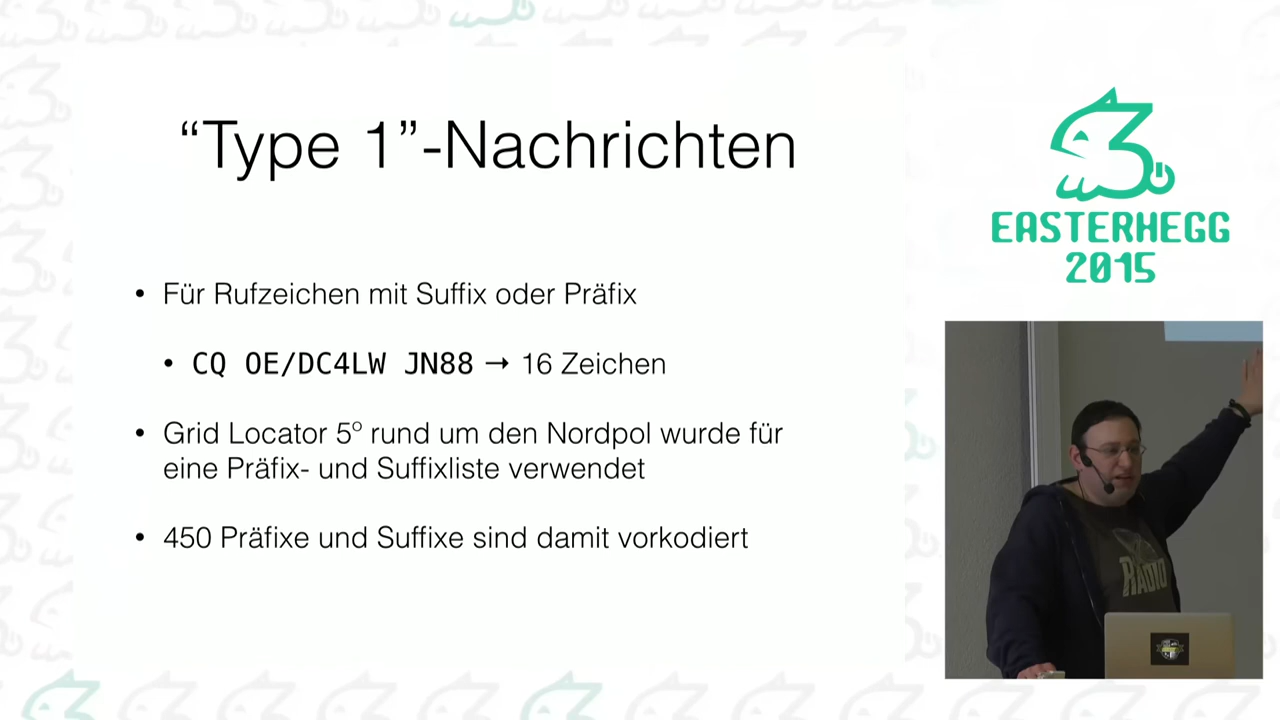 “Type 1”-Nachrichten
• Für Rufzeichen mit Suffix oder Präfix
• CQ OE/DC4LW JN88 → 16 Zeichen
• Grid Locator 5º rund um den Nordpol wurde für
eine Präfix- und Suffixliste verwendet
• 450 Präfixe und Suffixe sind damit vorkodiert
EASTERHEGG
2015
RADIO